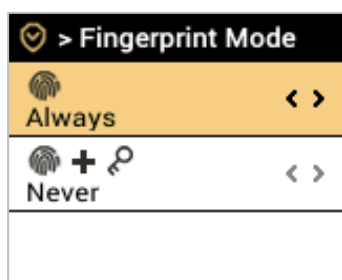 > Fingerprint Mode
Always
< >
+
Never
< >